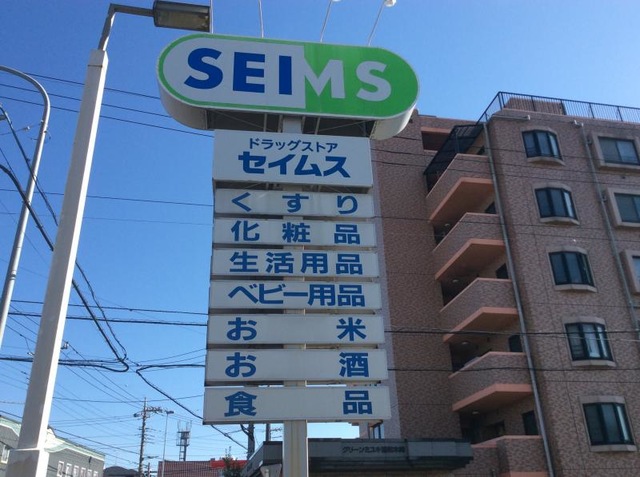 SEIMS
ドラッグストア
セイムス
くすり
化粧品
生活用品
ベビー用品
お米
お酒
食品